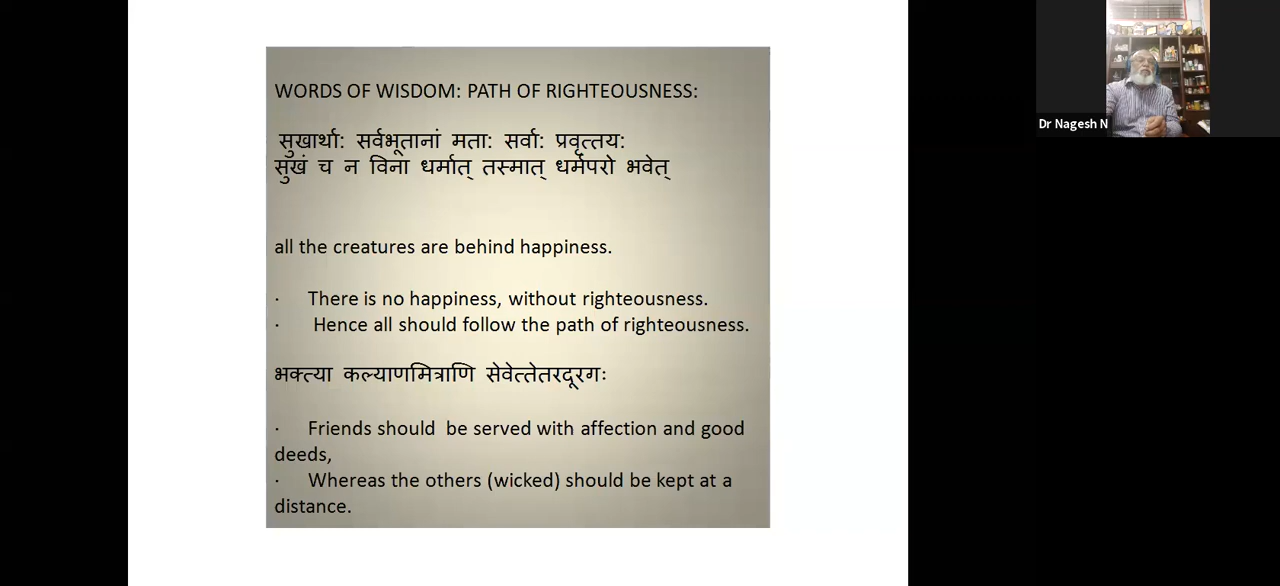 WORDS OF WISDOM: PATH OF RIGHTEOUSNESS:
सुखार्था: सर्वभूतानां मता: सर्वा: प्रवृत्तय:
सुखं च न विना धर्मात् तस्मात् धर्मपरो भवेत्
all the creatures are behind happiness.
· There is no happiness, without righteousness.
· Hence all should follow the path of righteousness.
भक्त्या कल्याणमित्राणि सेवेत्तेतरदूरगः
· Friends should be served with affection and good
deeds,
· Whereas the others (wicked) should be kept at a
distance.
Dr Nagesh N